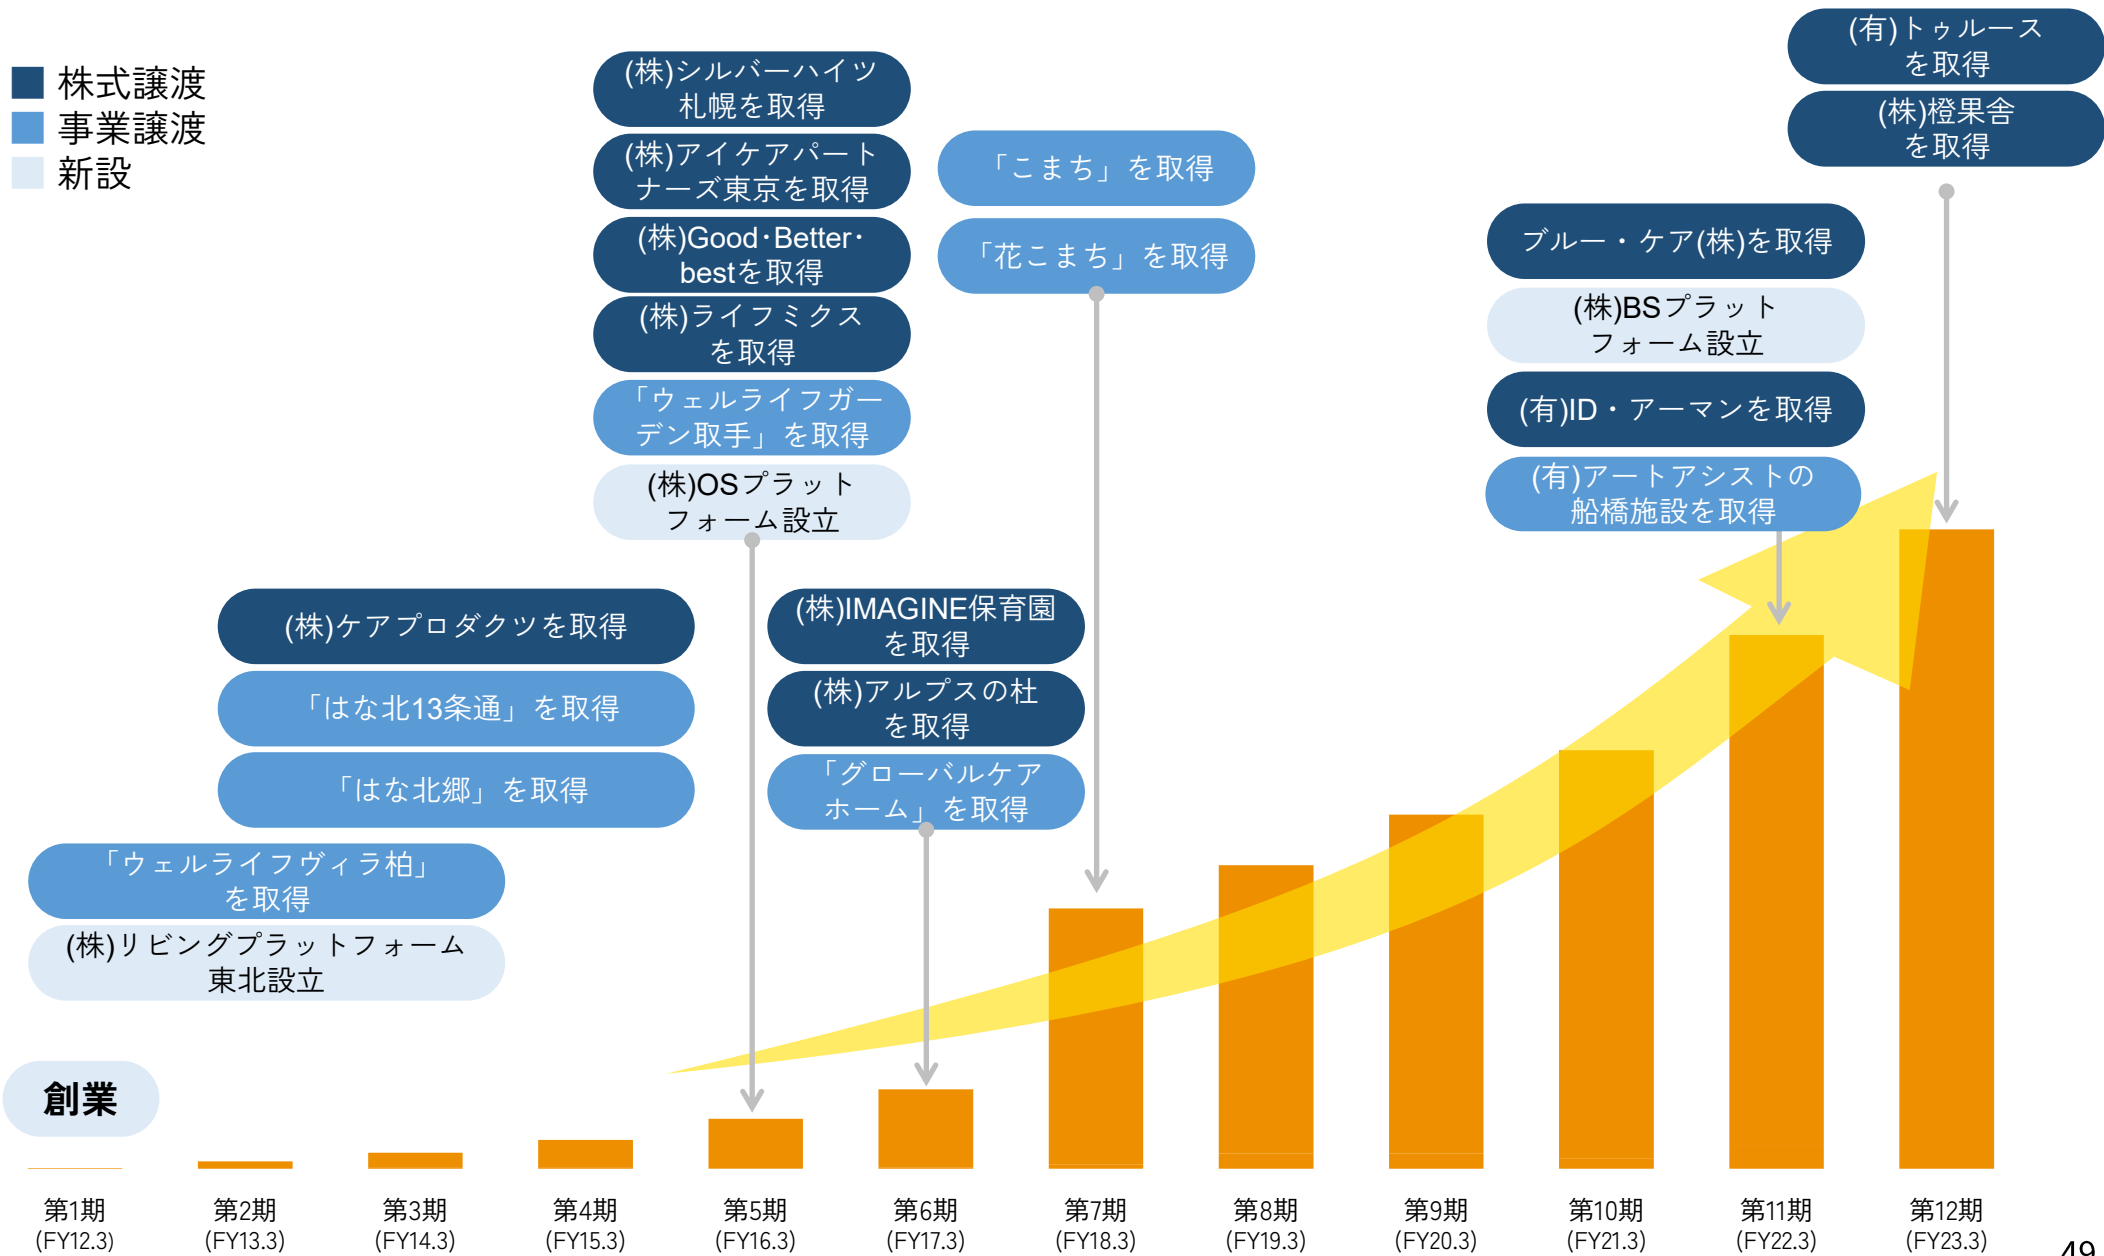 株式譲渡
事業譲渡
新設
(株)シルバーハイツ
札幌を取得
(株)アイケアパート
ナーズ東京を取得
(株)Good･Better･
bestを取得
(株)ライフミクス
を取得
「ウェルライフガー
デン取手」を取得
(株)OSプラット
フォーム設立
「こまち」を取得
「花こまち」を取得
(有)トゥルース
を取得
(株)橙果舎
を取得
ブルー・ケア(株)を取得
(株)BSプラット
フォーム設立
(有)ID・アーマンを取得
(有)アートアシストの
船橋施設を取得
(株)ケアプロダクツを取得
「はな北13条通」を取得
「はな北郷」を取得
(株)IMAGINE保育園
を取得
(株)アルプスの杜
を取得
「グローバルケア
ホーム」を取得
「ウェルライフヴィラ柏」
を取得
(株)リビングプラットフォーム
東北設立
創業
第1期
(FY12.3)
第2期
(FY13.3)
第3期
(FY14.3)
第4期
(FY15.3)
第5期
(FY16.3)
第6期
(FY17.3)
第7期
(FY18.3)
第8期
(FY19.3)
第9期
(FY20.3)
第10期
(FY21.3)
第11期
(FY22.3)
第12期
(FY23.3)
49